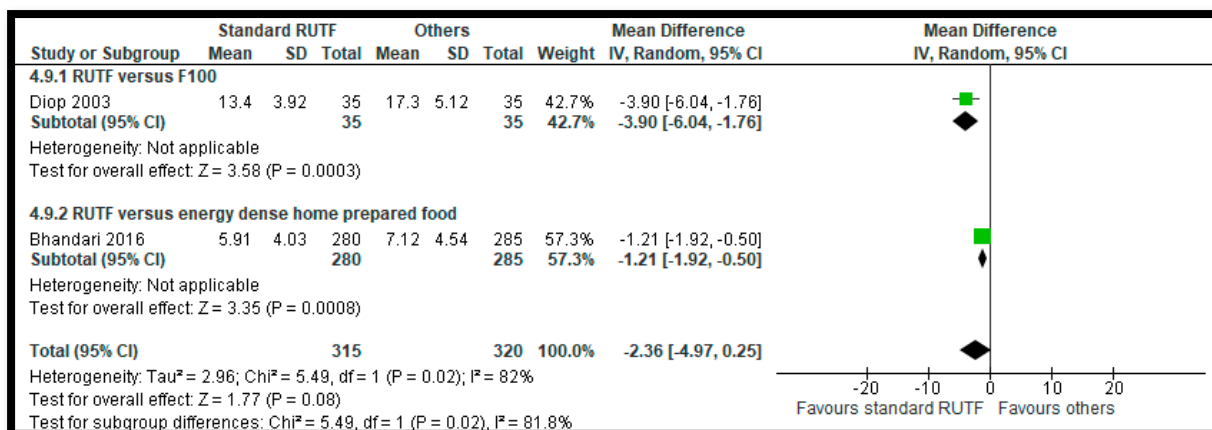 Standard RUTF Others Mean Difference Mean Difference
Study or Subgroup Mean SD Total Mean SD Total Weight IV, Random, 95% CI IV, Random, 95% CI
4.9.1 RUTF versus F100
Diop 2003 13.4 3.92 35 17.3 5.12 35 42.7% -3.90 [-6.04, -1.76]
Subtotal (95% CI) 35 35 42.7% -3.90 [-6.04, -1.76]
Heterogeneity: Not applicable
Test for overall effect: Z = 3.58 (P = 0.0003)
4.9.2 RUTF versus energy dense home prepared food
Bhandari 2016 5.91 4.03 280 7.12 4.54 285 57.3% -1.21 [-1.92, -0.50]
Subtotal (95% CI) 280 285 57.3% -1.21 [-1.92, -0.50]
Heterogeneity: Not applicable
Test for overall effect: Z = 3.35 (P = 0.0008)
Total (95% CI) 315 320 100.0% -2.36 [-4.97, 0.25]
Heterogeneity: Tau² = 2.96; Chi² = 5.49, df = 1 (P = 0.02); I² = 82%
Test for overall effect: Z = 1.77 (P = 0.08)
Test for subgroup differences: Chi² = 5.49, df = 1 (P = 0.02), I² = 81.8%
-20 -10 0 10 20
Favours standard RUTF Favours others